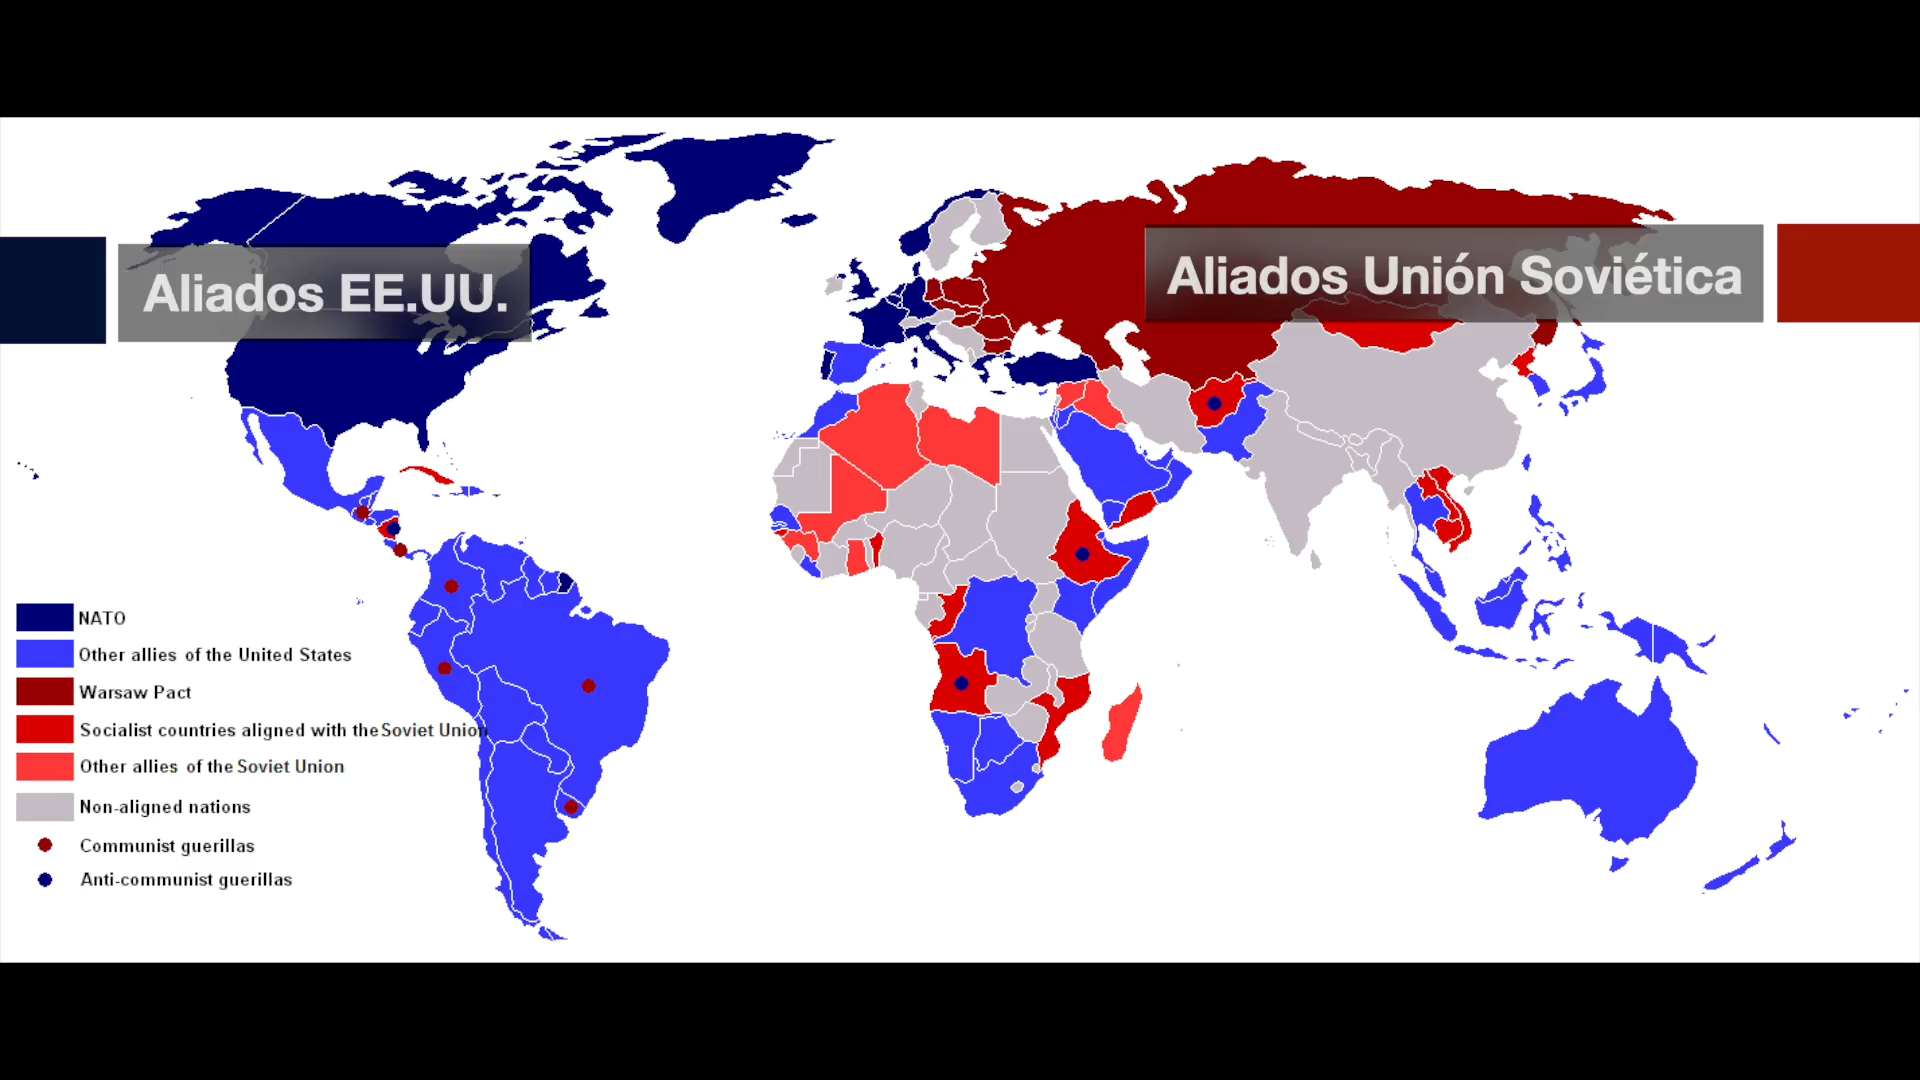 Aliados EE.UU.
Aliados Unión Soviética
NATO
Other allies of the United States
Warsaw Pact
Socialist countries aligned with the Soviet Union
Other allies of the Soviet Union
Non-aligned nations
Communist guerillas
Anti-communist guerillas